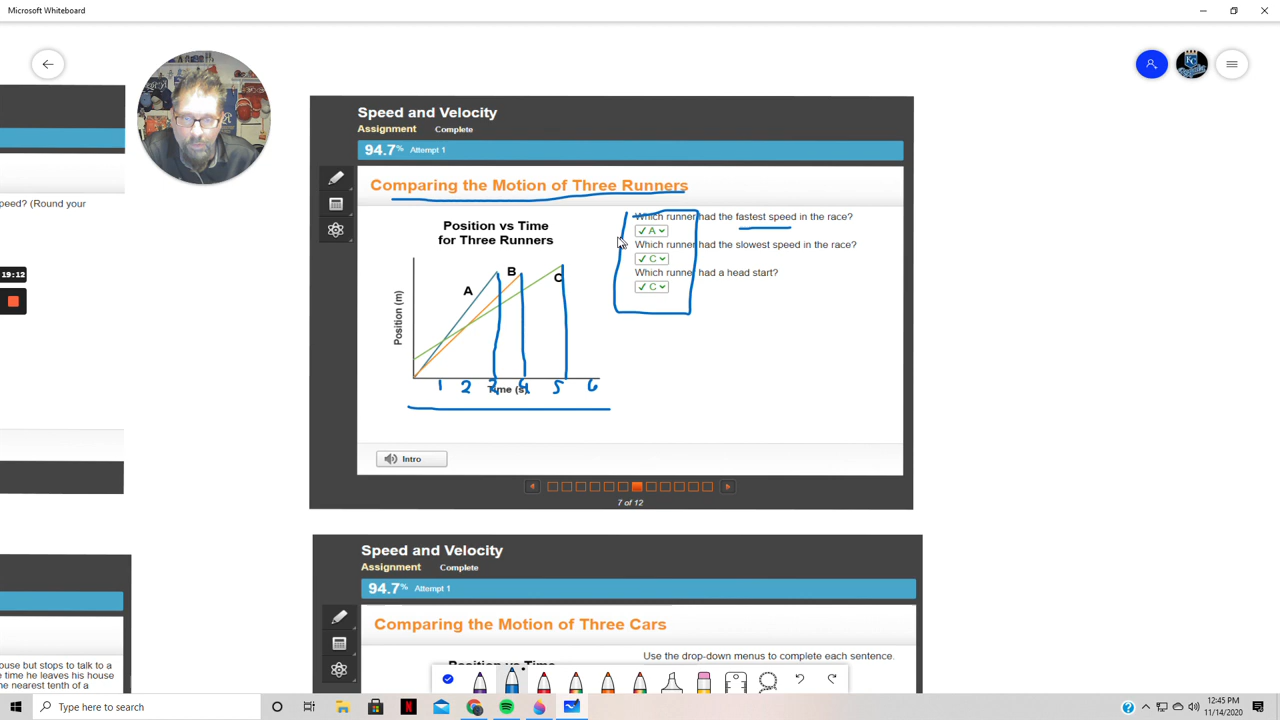 Microsoft Whiteboard
KC
Speed and Velocity
Assignment Complete
94.7% Attempt 1
Comparing the Motion of Three Runners
peed? (Round your
19:12
Position vs Time
for Three Runners
Position (m)
A
B
C
1 2 3 4 5 6
Time (s)
Which runner had the fastest speed in the race?
✓ A
Which runner had the slowest speed in the race?
✓ C
Which runner had a head start?
✓ C
Intro
7 of 12
Speed and Velocity
Assignment Complete
94.7% Attempt 1
Comparing the Motion of Three Cars
Use the drop-down menus to complete each sentence.
Position vs Time
ouse but stops to talk to a
e time he leaves his house
he nearest tenth of a
Type here to search
12:45 PM
11/14/2020